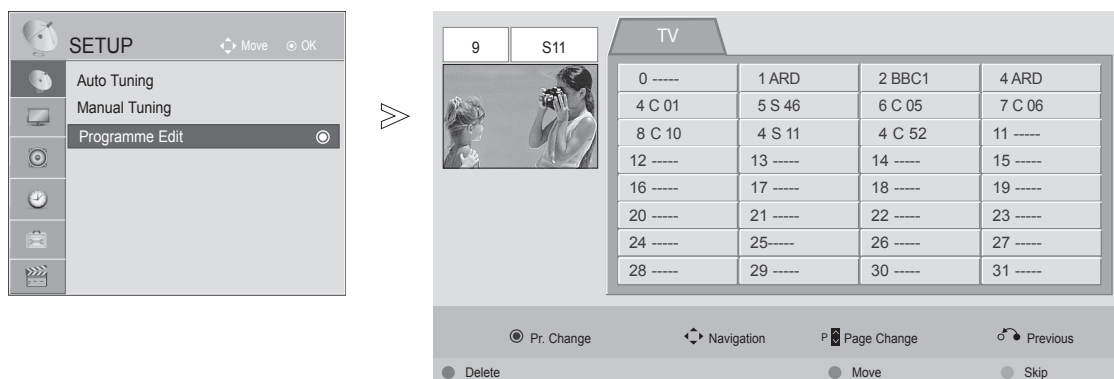 SETUP
Move
OK
Auto Tuning
Manual Tuning
Programme Edit
9
S11
TV
0 -----
1 ARD
2 BBC1
4 ARD
4 C 01
5 S 46
6 C 05
7 C 06
8 C 10
4 S 11
4 C 52
11 -----
12 -----
13 -----
14 -----
15 -----
16 -----
17 -----
18 -----
19 -----
20 -----
21 -----
22 -----
23 -----
24 -----
25-----
26 -----
27 -----
28 -----
29 -----
30 -----
31 -----
Pr. Change
Navigation
P Page Change
Previous
Delete
Move
Skip